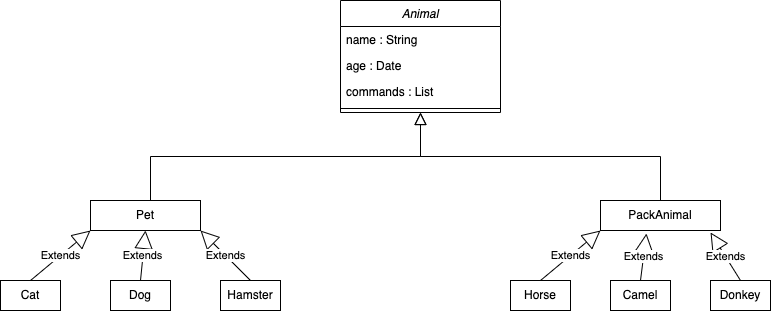 Animal
name : String
age : Date
commands : List
Pet
PackAnimal
Extends
Extends
Extends
Extends
Extends
Extends
Cat
Dog
Hamster
Horse
Camel
Donkey